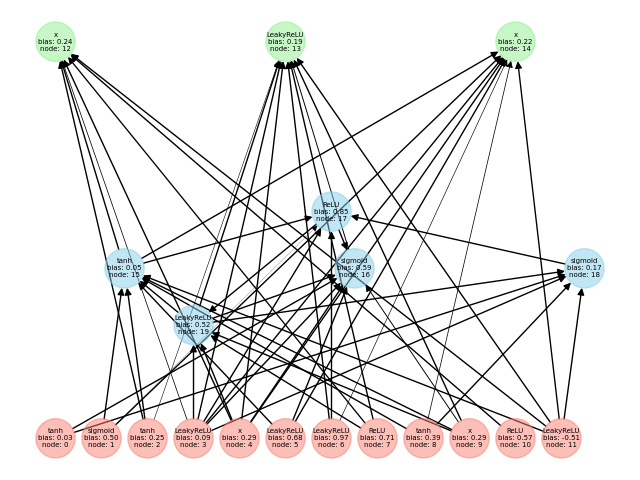 x
bias: 0.24
node: 12
LeakyReLU
bias: 0.19
node: 13
x
bias: 0.22
node: 14
ReLU
bias: 0.85
node: 17
tanh
bias: 0.05
node: 15
sigmoid
bias: 0.59
node: 16
sigmoid
bias: 0.17
node: 18
LeakyReLU
bias: 0.52
node: 19
tanh
bias: 0.03
node: 0
sigmoid
bias: 0.50
node: 1
tanh
bias: 0.25
node: 2
LeakyReLU
bias: 0.09
node: 3
x
bias: 0.29
node: 4
LeakyReLU
bias: 0.68
node: 5
LeakyReLU
bias: 0.97
node: 6
ReLU
bias: 0.71
node: 7
tanh
bias: 0.39
node: 8
x
bias: 0.29
node: 9
ReLU
bias: 0.57
node: 10
LeakyReLU
bias: -0.51
node: 11